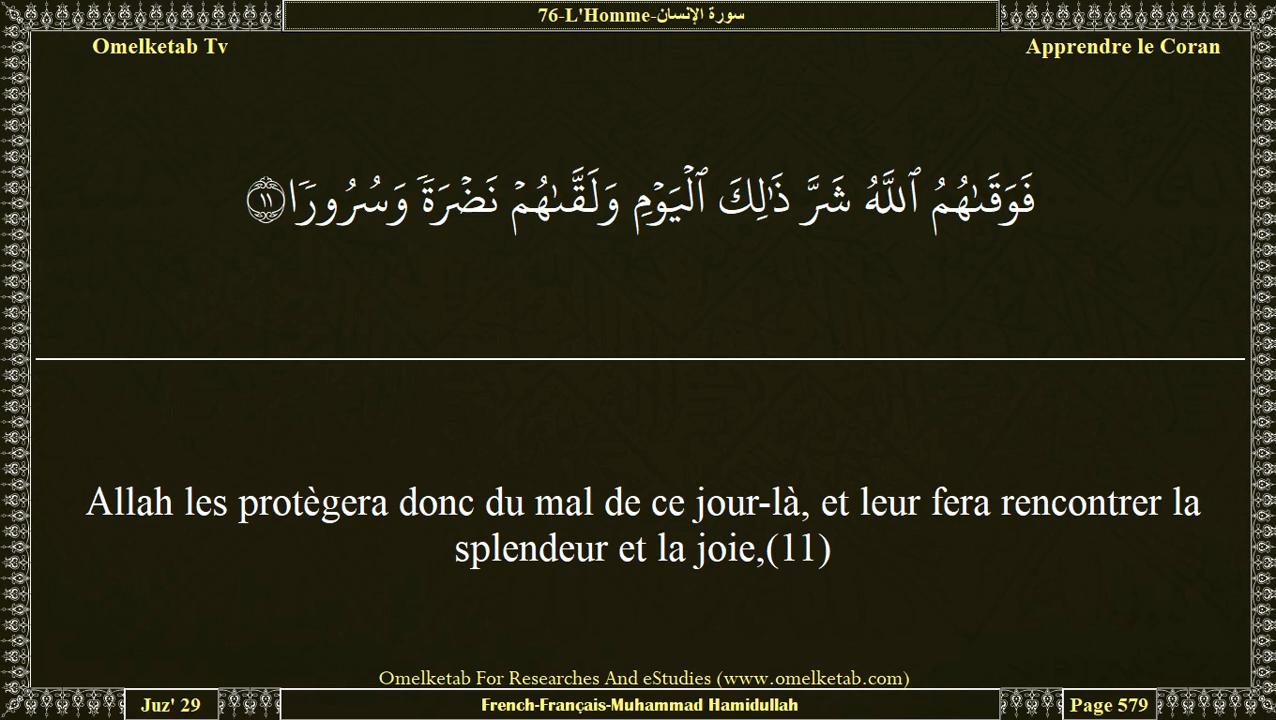 76-L'Homme-سورة الإنسان
Omelketab Tv
Apprendre le Coran
فَوَقَىٰهُمُ ٱللَّهُ شَرَّ ذَٰلِكَ ٱلۡيَوۡمِ وَلَقَّىٰهُمۡ نَضۡرَةٗ وَسُرُورٗا ١١
Allah les protègera donc du mal de ce jour-là, et leur fera rencontrer la
splendeur et la joie,(11)
Omelketab For Researches And eStudies (www.omelketab.com)
Juz' 29
French-Français-Muhammad Hamidullah
Page 579